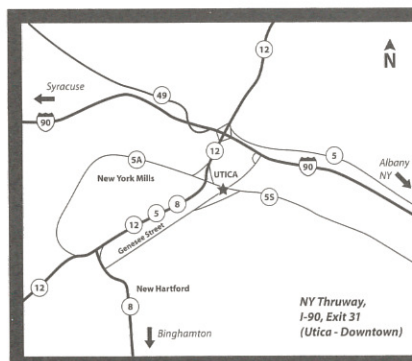 12
N
Syracuse
49
90
12
5
5A
UTICA
90
Albany
NY
New York Mills
8
5
12
55
Genesee Street
12
New Hartford
8
Binghamton
NY Thruway,
I-90, Exit 31
(Utica - Downtown)